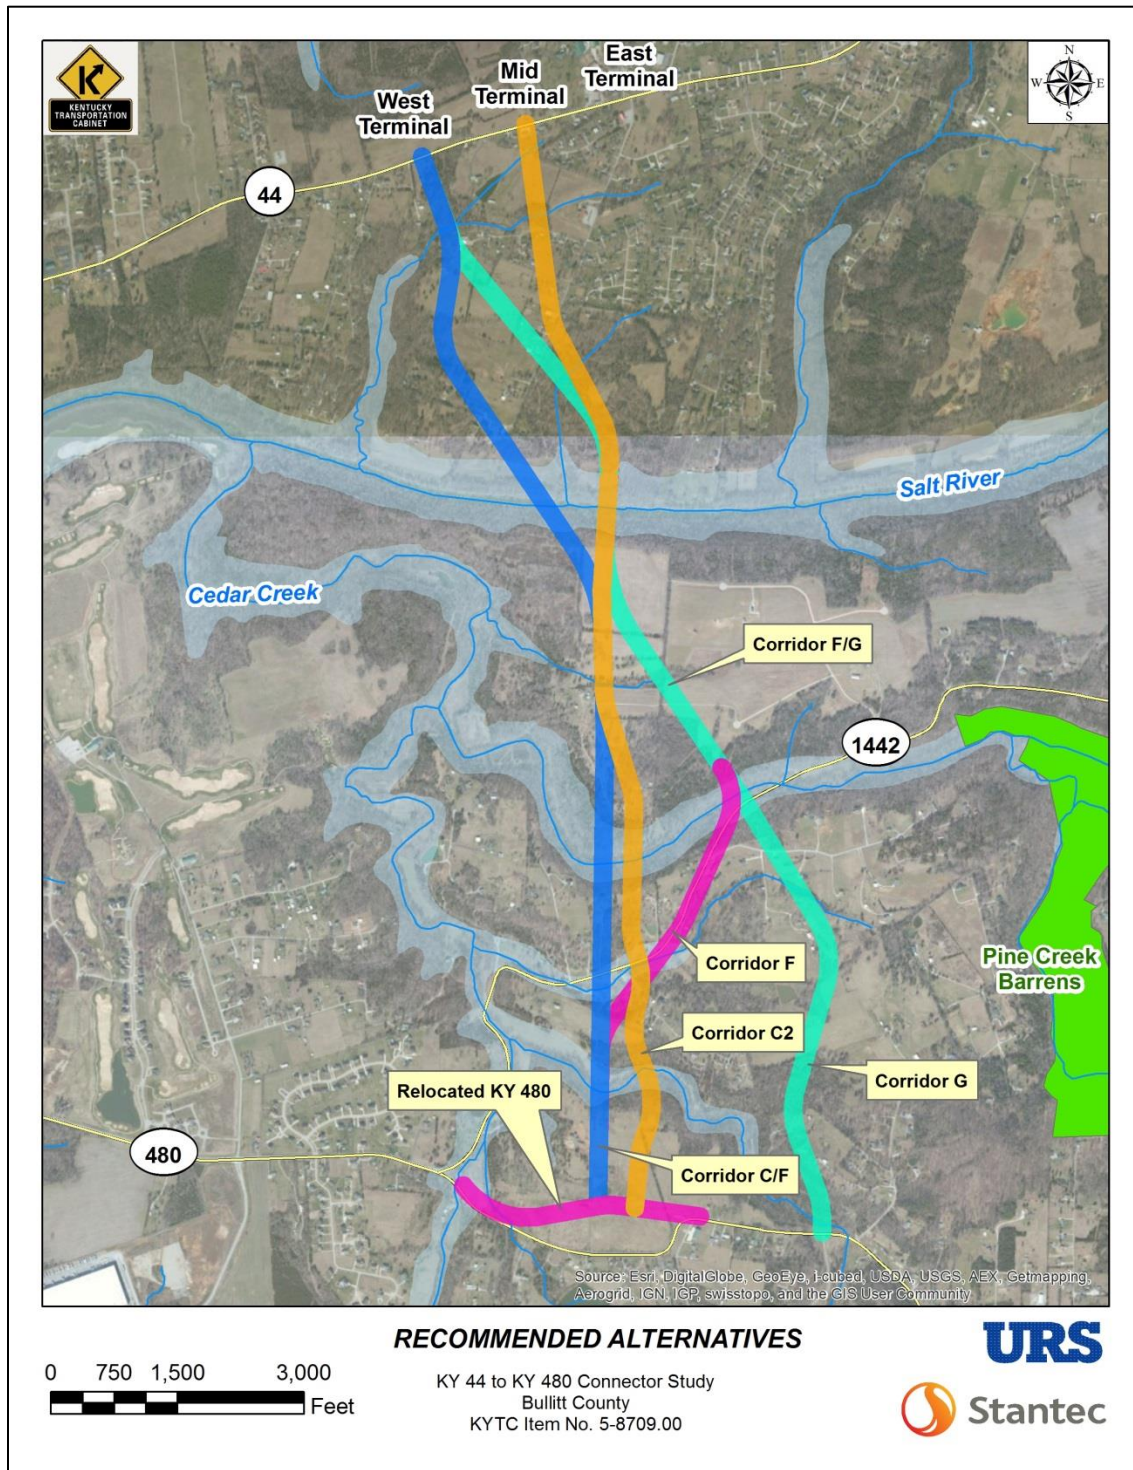 KENTUCKY
TRANSPORTATION
CABINET
West
Terminal
Mid
Terminal
East
Terminal
N
W
E
S
44
Salt River
Cedar Creek
Corridor F/G
1442
Corridor F
Pine Creek
Barrens
Corridor C2
Corridor G
Relocated KY 480
480
Corridor C/F
Source: Esri, DigitalGlobe, GeoEye, i-cubed, USDA, USGS, AEX, Getmapping,
Aerogrid, IGN, IGP, swisstopo, and the GIS User Community
RECOMMENDED ALTERNATIVES
KY 44 to KY 480 Connector Study
Bullitt County
KYTC Item No. 5-8709.00
0 750 1,500 3,000
Feet
URS
Stantec